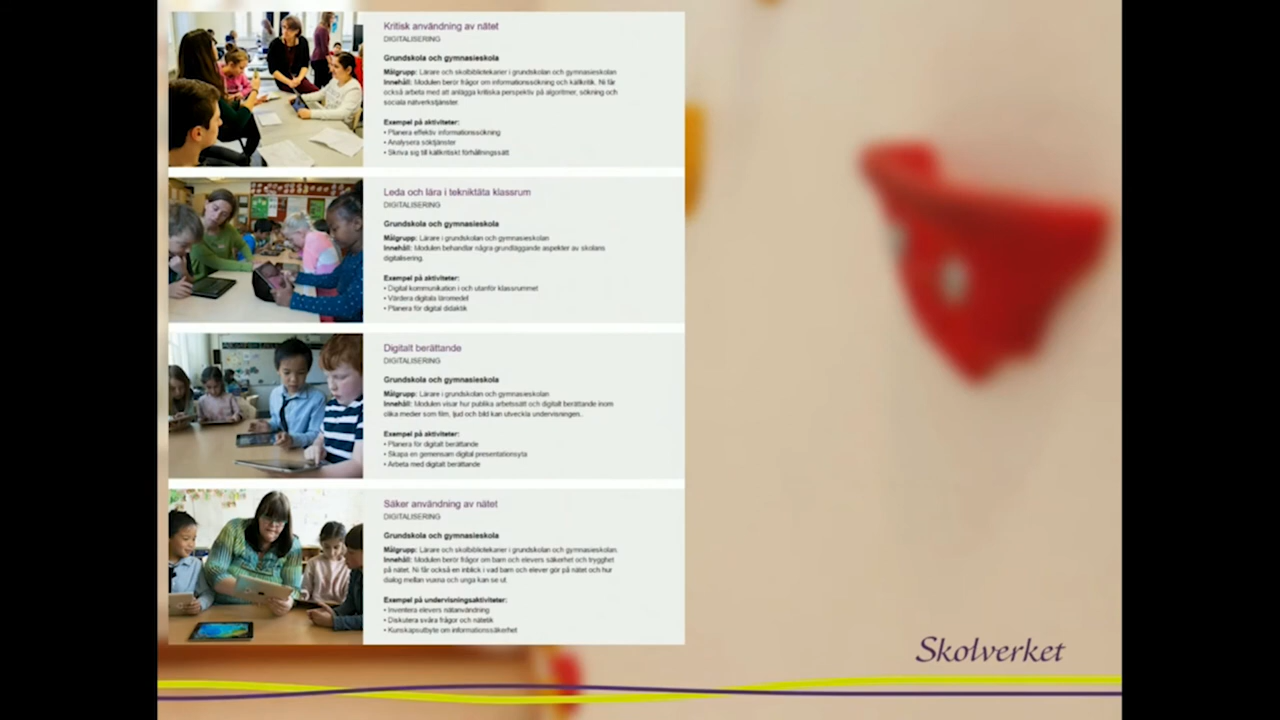 Kritisk användning av nätet
DIGITALISERING
Grundskola och gymnasieskola
Målgrupp: Lärare och skolbibliotekarier i grundskolan och gymnasieskolan
Innehåll: Modulen berör frågor om informationssökning och källkritik. Ni får
också arbeta med att anlägga kritiska perspektiv på algoritmer, sökning och
sociala nätverkstjänster.
Exempel på aktiviteter:
• Planera effektiv informationssökning
• Analysera söktjänster
• Skriva sig till källkritiskt förhållningssätt
Leda och lära i tekniktäta klassrum
DIGITALISERING
Grundskola och gymnasieskola
Målgrupp: Lärare i grundskolan och gymnasieskolan
Innehåll: Modulen behandlar några grundläggande aspekter av skolans
digitalisering.
Exempel på aktiviteter:
• Digital kommunikation i och utanför klassrummet
• Värdera digitala läromedel
• Planera för digital didaktik
Digitalt berättande
DIGITALISERING
Grundskola och gymnasieskola
Målgrupp: Lärare i grundskolan och gymnasieskolan
Innehåll: Modulen visar hur publika arbetssätt och digitalt berättande inom
olika medier som film, ljud och bild kan utveckla undervisningen..
Exempel på aktiviteter:
• Planera för digitalt berättande
• Skapa en gemensam digital presentationsyta
• Arbeta med digitalt berättande
Säker användning av nätet
DIGITALISERING
Grundskola och gymnasieskola
Målgrupp: Lärare och skolbibliotekarier i grundskolan och gymnasieskolan.
Innehåll: Modulen berör frågor om barn och elevers säkerhet och trygghet
på nätet. Ni får också en inblick i vad barn och elever gör på nätet och hur
dialog mellan vuxna och unga kan se ut
Exempel på undervisningsaktiviteter:
• Inventera elevers nätanvändning
• Diskutera svåra frågor och nätetik
• Kunskapsutbyte om informationssäkerhet
Skolverket